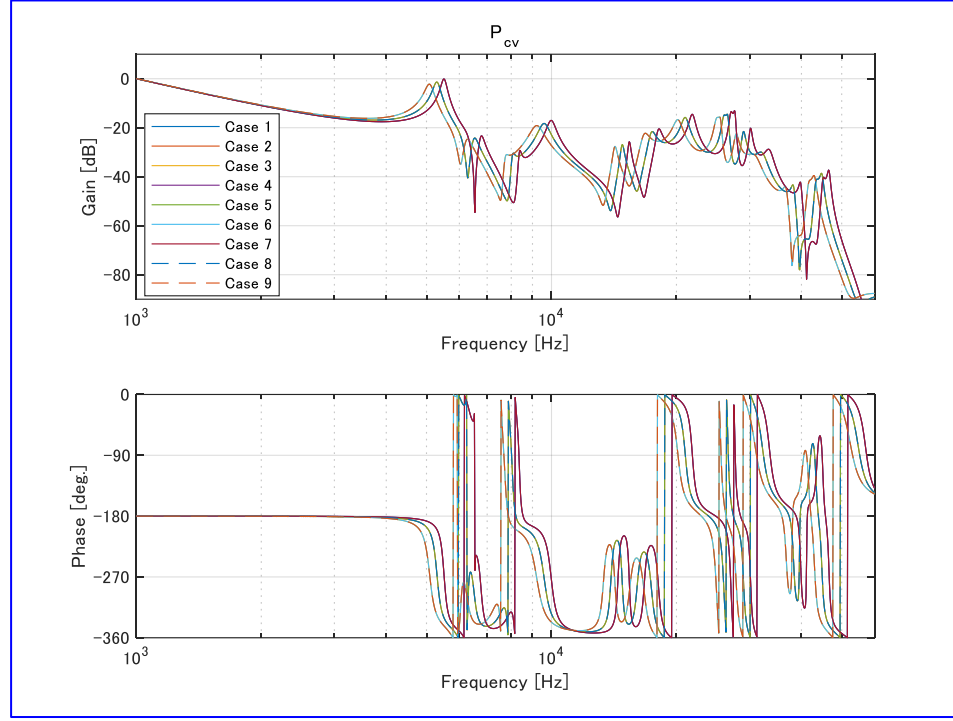 P_cv
0
−20
−40
−60
−80
Gain [dB]
Case 1
Case 2
Case 3
Case 4
Case 5
Case 6
Case 7
Case 8
Case 9
10^3
10^4
Frequency [Hz]
0
−90
−180
−270
−360
Phase [deg.]
10^3
10^4
Frequency [Hz]